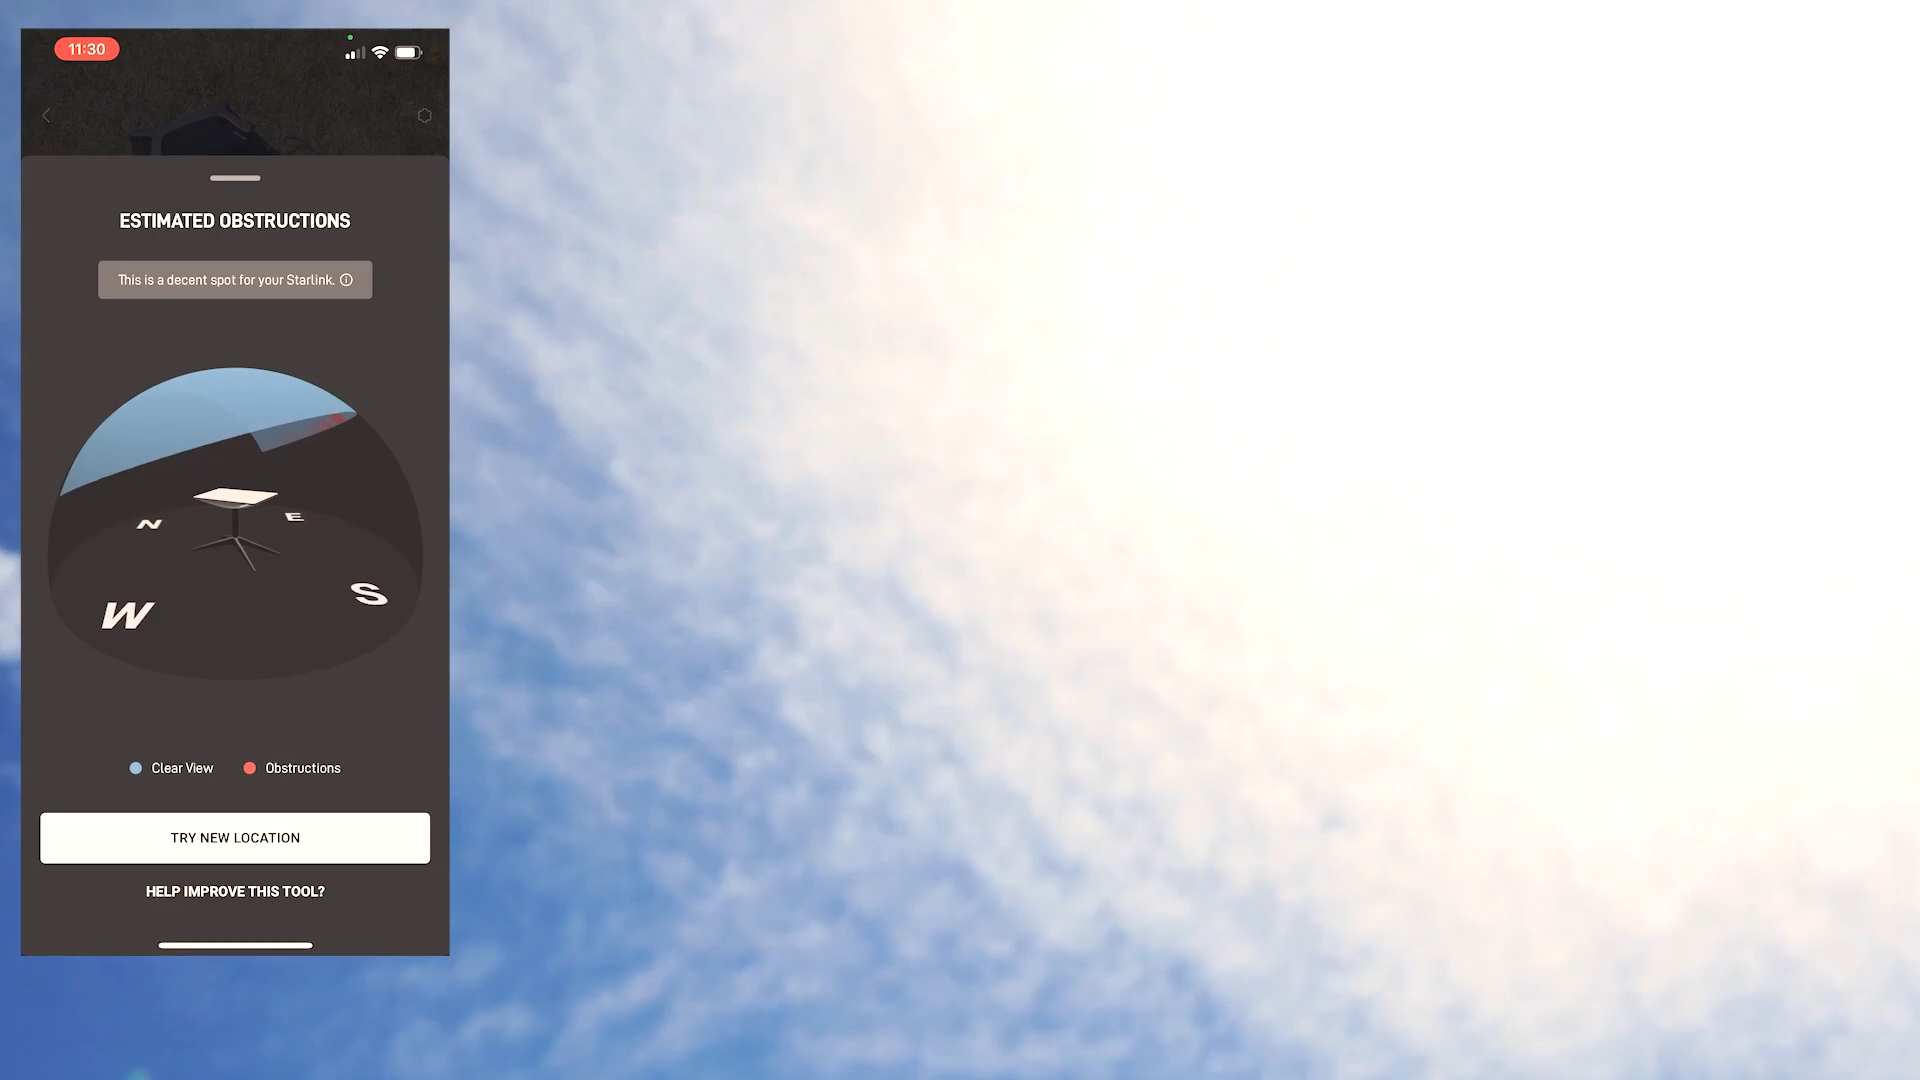 11:30
ESTIMATED OBSTRUCTIONS
This is a decent spot for your Starlink.
N
E
S
W
Clear View
Obstructions
TRY NEW LOCATION
HELP IMPROVE THIS TOOL?